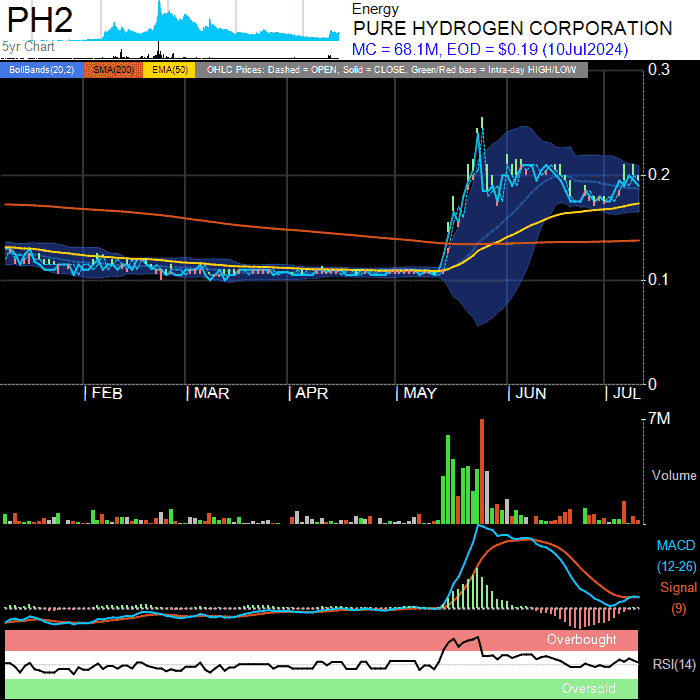 PH2
5yr Chart
Energy
PURE HYDROGEN CORPORATION
MC = 68.1M, EOD = $0.19 (10Jul2024)
BollBands(20,2) SMA(200) EMA(50) OHLC Prices: Dashed = OPEN, Solid = CLOSE, Green/Red bars = Intra-day HIGH/LOW
0.3
0.2
0.1
0
| FEB | MAR | APR | MAY | JUN | JUL
7M
Volume
MACD
(12-26)
Signal
(9)
Overbought
RSI(14)
Oversold